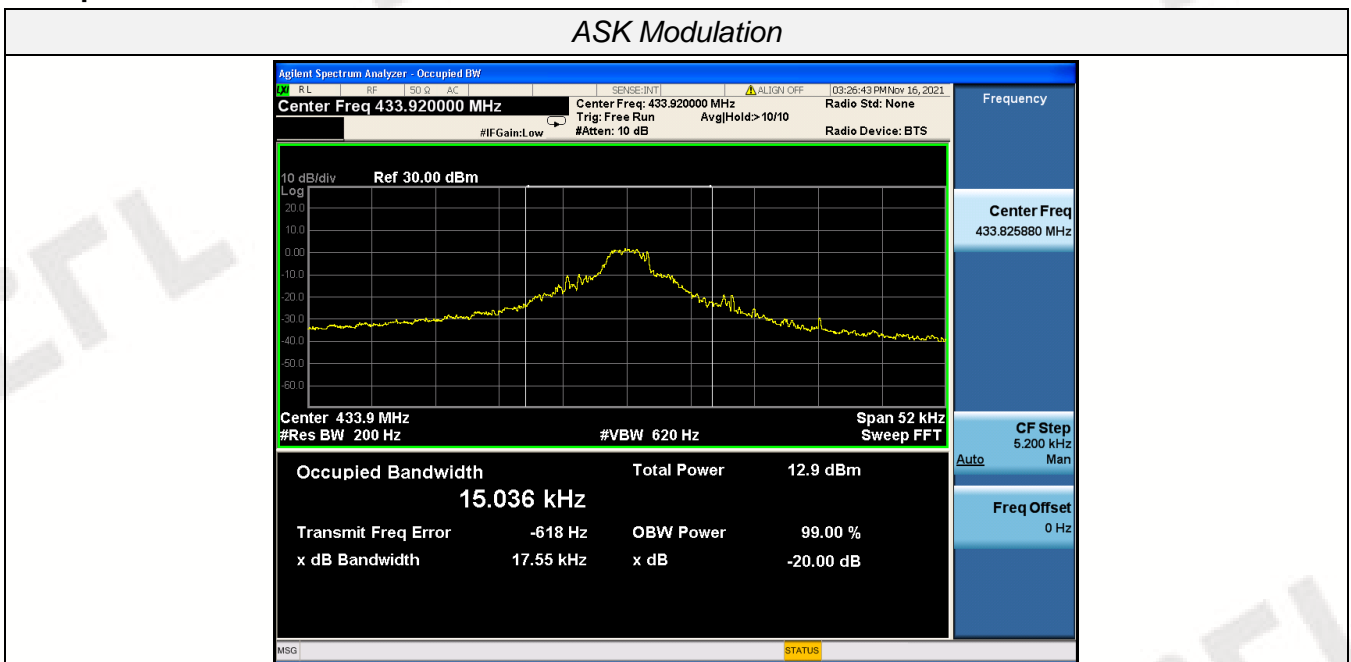 ASK Modulation
Agilent Spectrum Analyzer - Occupied BW
LXI RL RF 50 Ω AC SENSE:INT ALIGN OFF 03:26:43 PM Nov 16, 2021
Center Freq 433.920000 MHz
Center Freq: 433.920000 MHz
Radio Std: None
Trig: Free Run Avg|Hold:>10/10
#IFGain:Low #Atten: 10 dB Radio Device: BTS
Frequency
10 dB/div Ref 30.00 dBm
Log
20.0
10.0
0.00
-10.0
-20.0
-30.0
-40.0
-50.0
-60.0
Center 433.9 MHz Span 52 kHz
#Res BW 200 Hz #VBW 620 Hz Sweep FFT
Center Freq
433.825880 MHz
CF Step
5.200 kHz
Auto Man
Freq Offset
0 Hz
Occupied Bandwidth Total Power 12.9 dBm
15.036 kHz
Transmit Freq Error -618 Hz OBW Power 99.00 %
x dB Bandwidth 17.55 kHz x dB -20.00 dB
MSG STATUS